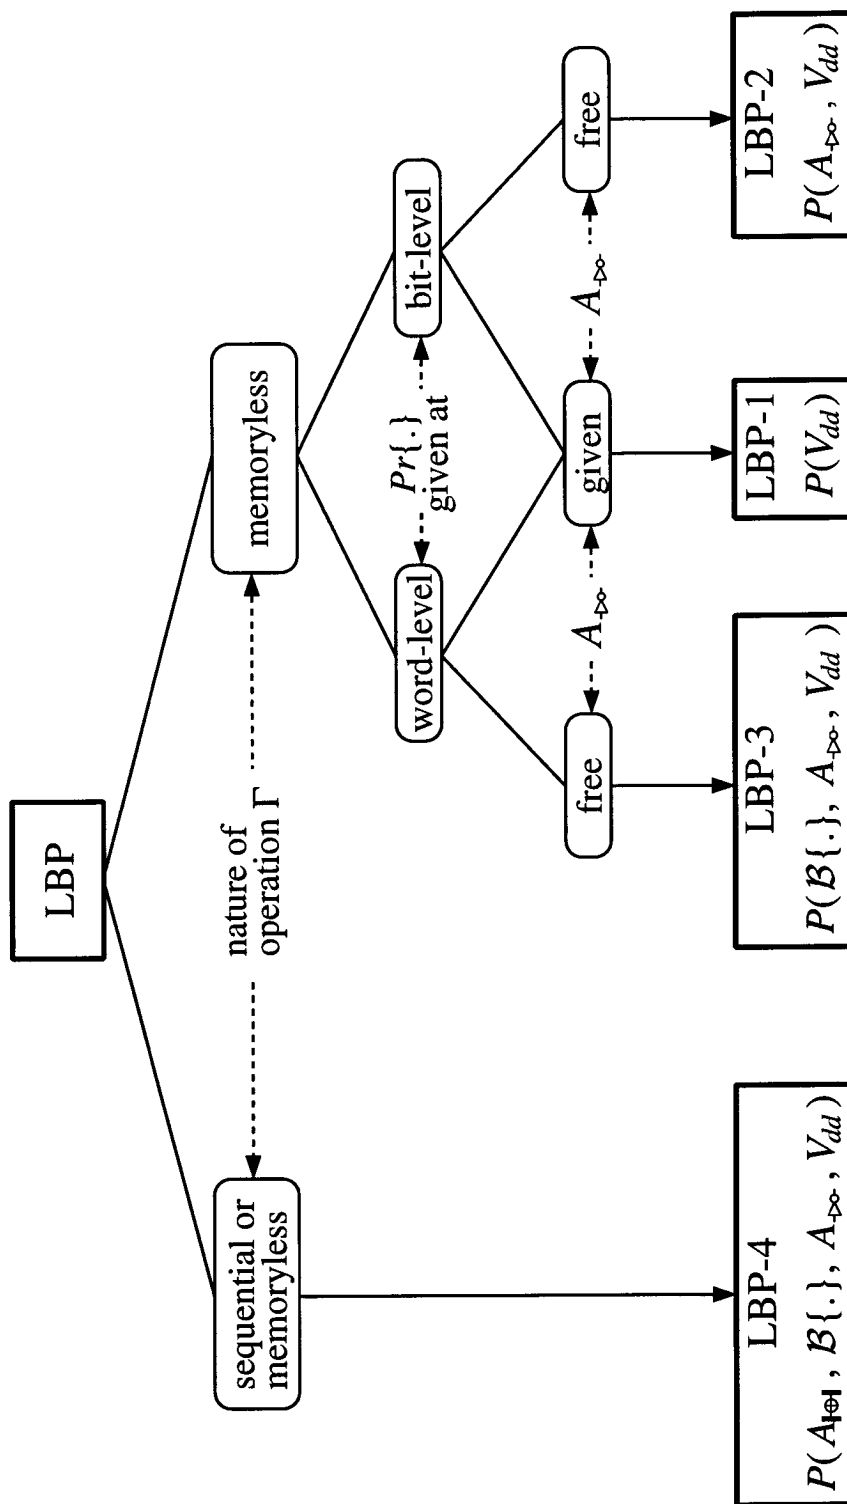 LBP
nature of
operation Γ
sequential or
memoryless
memoryless
Pr{.}
given at
word-level
bit-level
free
A
given
A
free
LBP-4
P(A , B{.}, A , V_dd)
LBP-3
P(B{.}, A , V_dd)
LBP-1
P(V_dd)
LBP-2
P(A , V_dd)